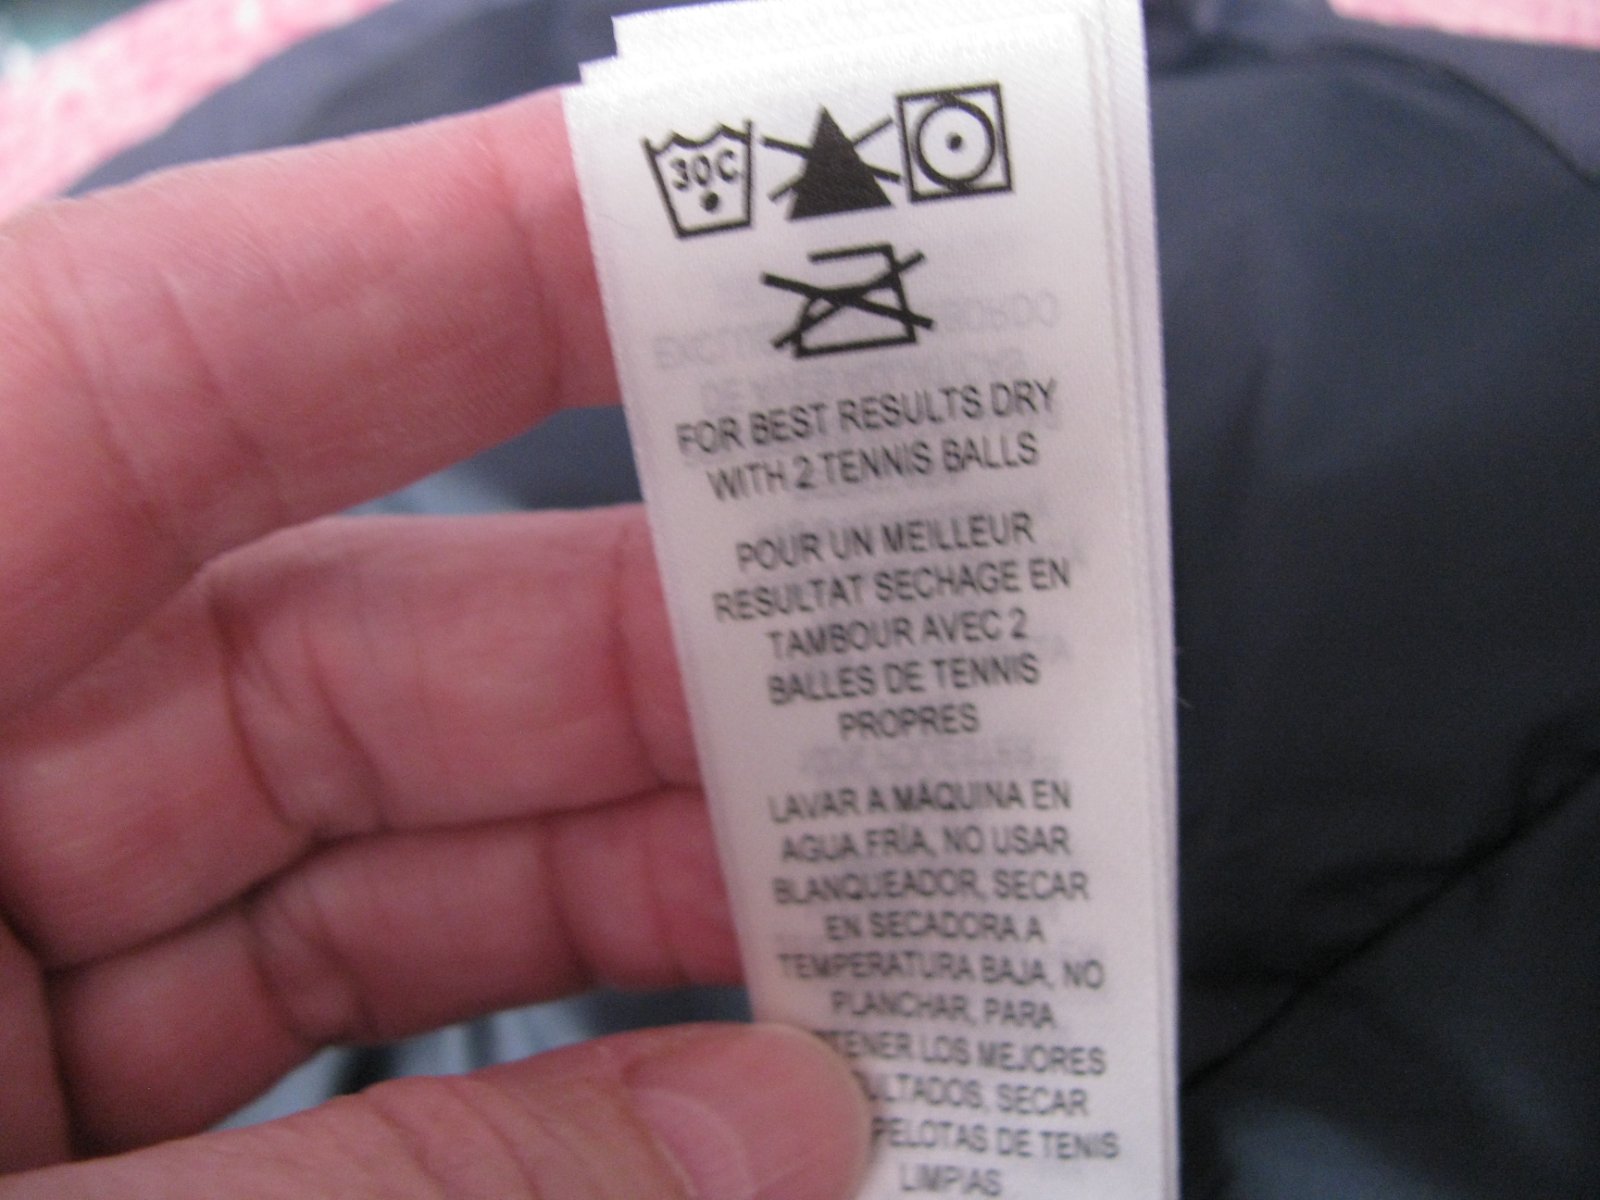 30C
FOR BEST RESULTS DRY
WITH 2 TENNIS BALLS
POUR UN MEILLEUR
RESULTAT SECHAGE EN
TAMBOUR AVEC 2
BALLES DE TENNIS
PROPRES
LAVAR A MÁQUINA EN
AGUA FRÍA, NO USAR
BLANQUEADOR, SECAR
EN SECADORA A
TEMPERATURA BAJA, NO
PLANCHAR, PARA
TENER LOS MEJORES
ULTADOS, SECAR
PELOTAS DE TENIS
LIMPIAS